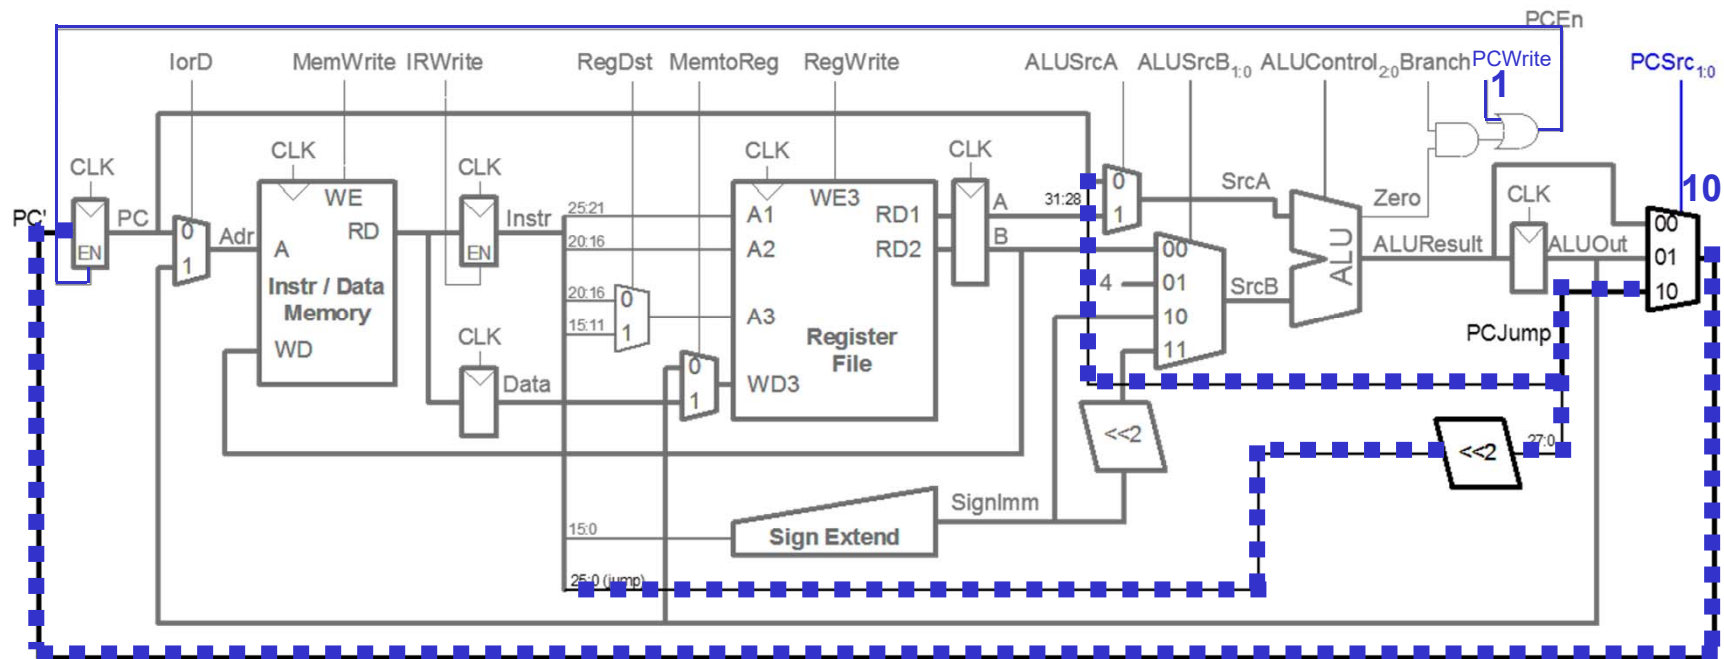 PCEn
IorD MemWrite IRWrite RegDst MemtoReg RegWrite ALUSrcA ALUSrcB1:0 ALUControl2:0 Branch PCWrite PCSrc1:0
1
CLK CLK CLK CLK CLK CLK
10
PC' PC EN
0 1 Adr
WE A RD Instr / Data Memory WD
EN Instr
CLK Data
25:21
20:16
20:16 0
15:11 1
15:0
25:0 (jump)
0 1
WE3 A1 RD1 A2 RD2 A3 Register File WD3
A
B
31:28
0 1
SrcA
4
00 01 10 11
SrcB
ALU
Zero
ALUResult
ALUOut
00 01 10
PCJump
<<2
<<2
27:0
SignImm
Sign Extend